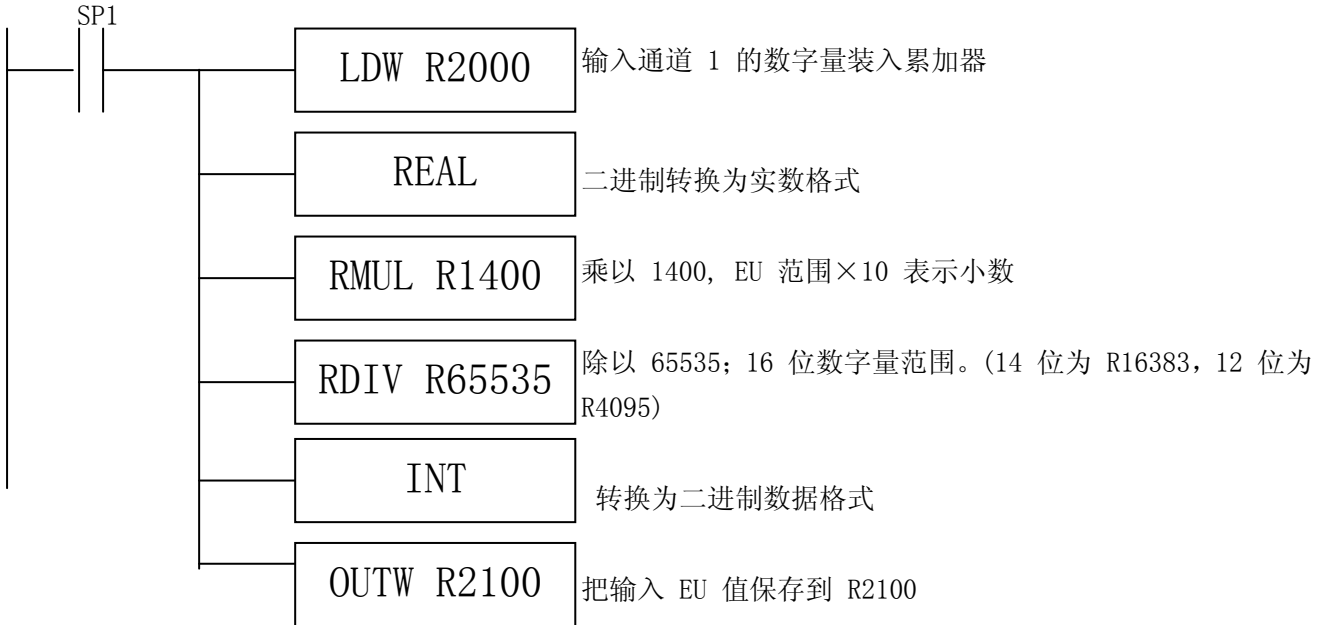 SP1
LDW R2000
输入通道 1 的数字量装入累加器
REAL
二进制转换为实数格式
RMUL R1400
乘以 1400, EU 范围×10 表示小数
RDIV R65535
除以 65535；16 位数字量范围。(14 位为 R16383，12 位为
R4095)
INT
转换为二进制数据格式
OUTW R2100
把输入 EU 值保存到 R2100